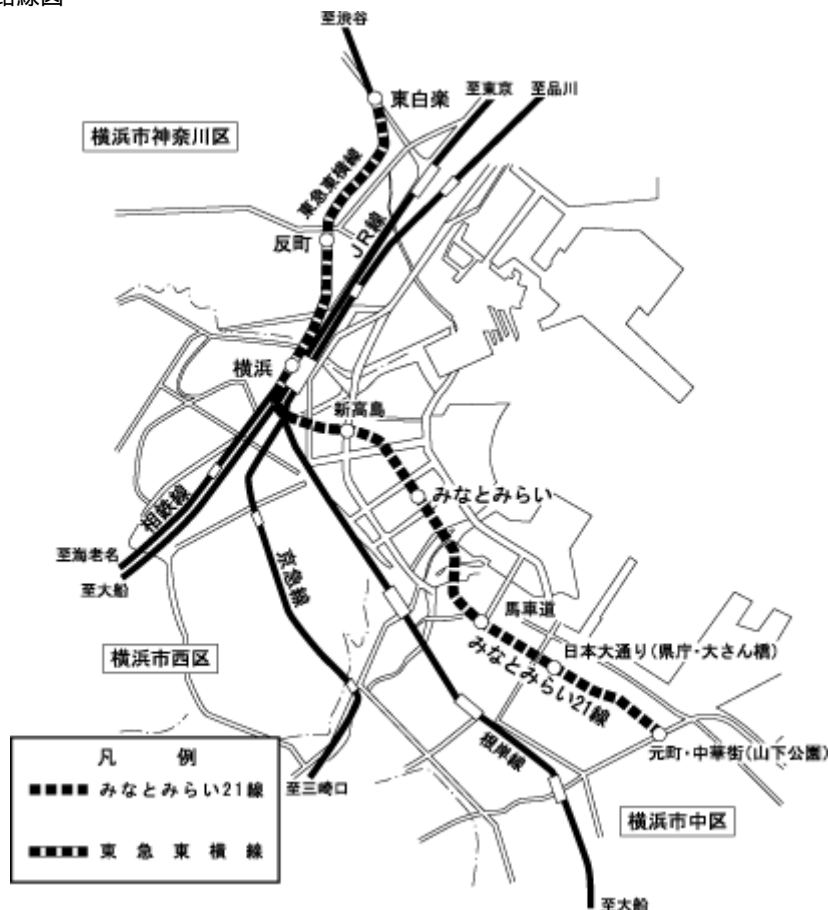 路線図
至渋谷
東白楽
至東京
至品川
横浜市神奈川区
東急東横線
反町
JR線
横浜
新高島
みなとみらい
相鉄線
至海老名
至大船
京急線
馬車道
横浜市西区
日本大通り(県庁・大さん橋)
みなとみらい21線
元町・中華街(山下公園)
根岸線
凡 例
みなとみらい21線
東急東横線
至三崎口
横浜市中区
至大船